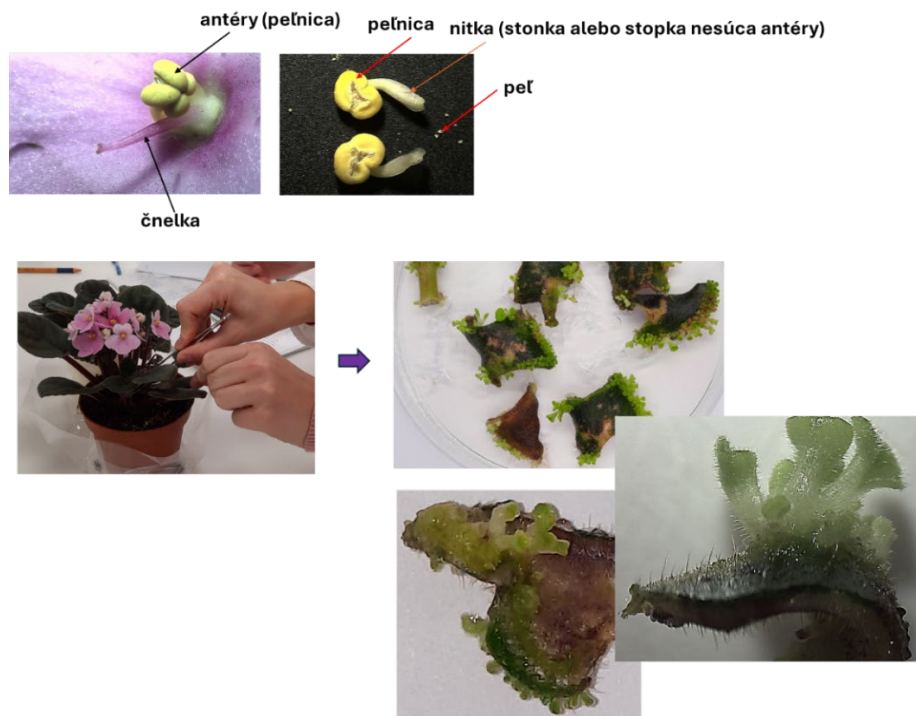 antéry (peľnica)
peľnica
nitka (stonka alebo stopka nesúca antéry)
peľ
čnelka